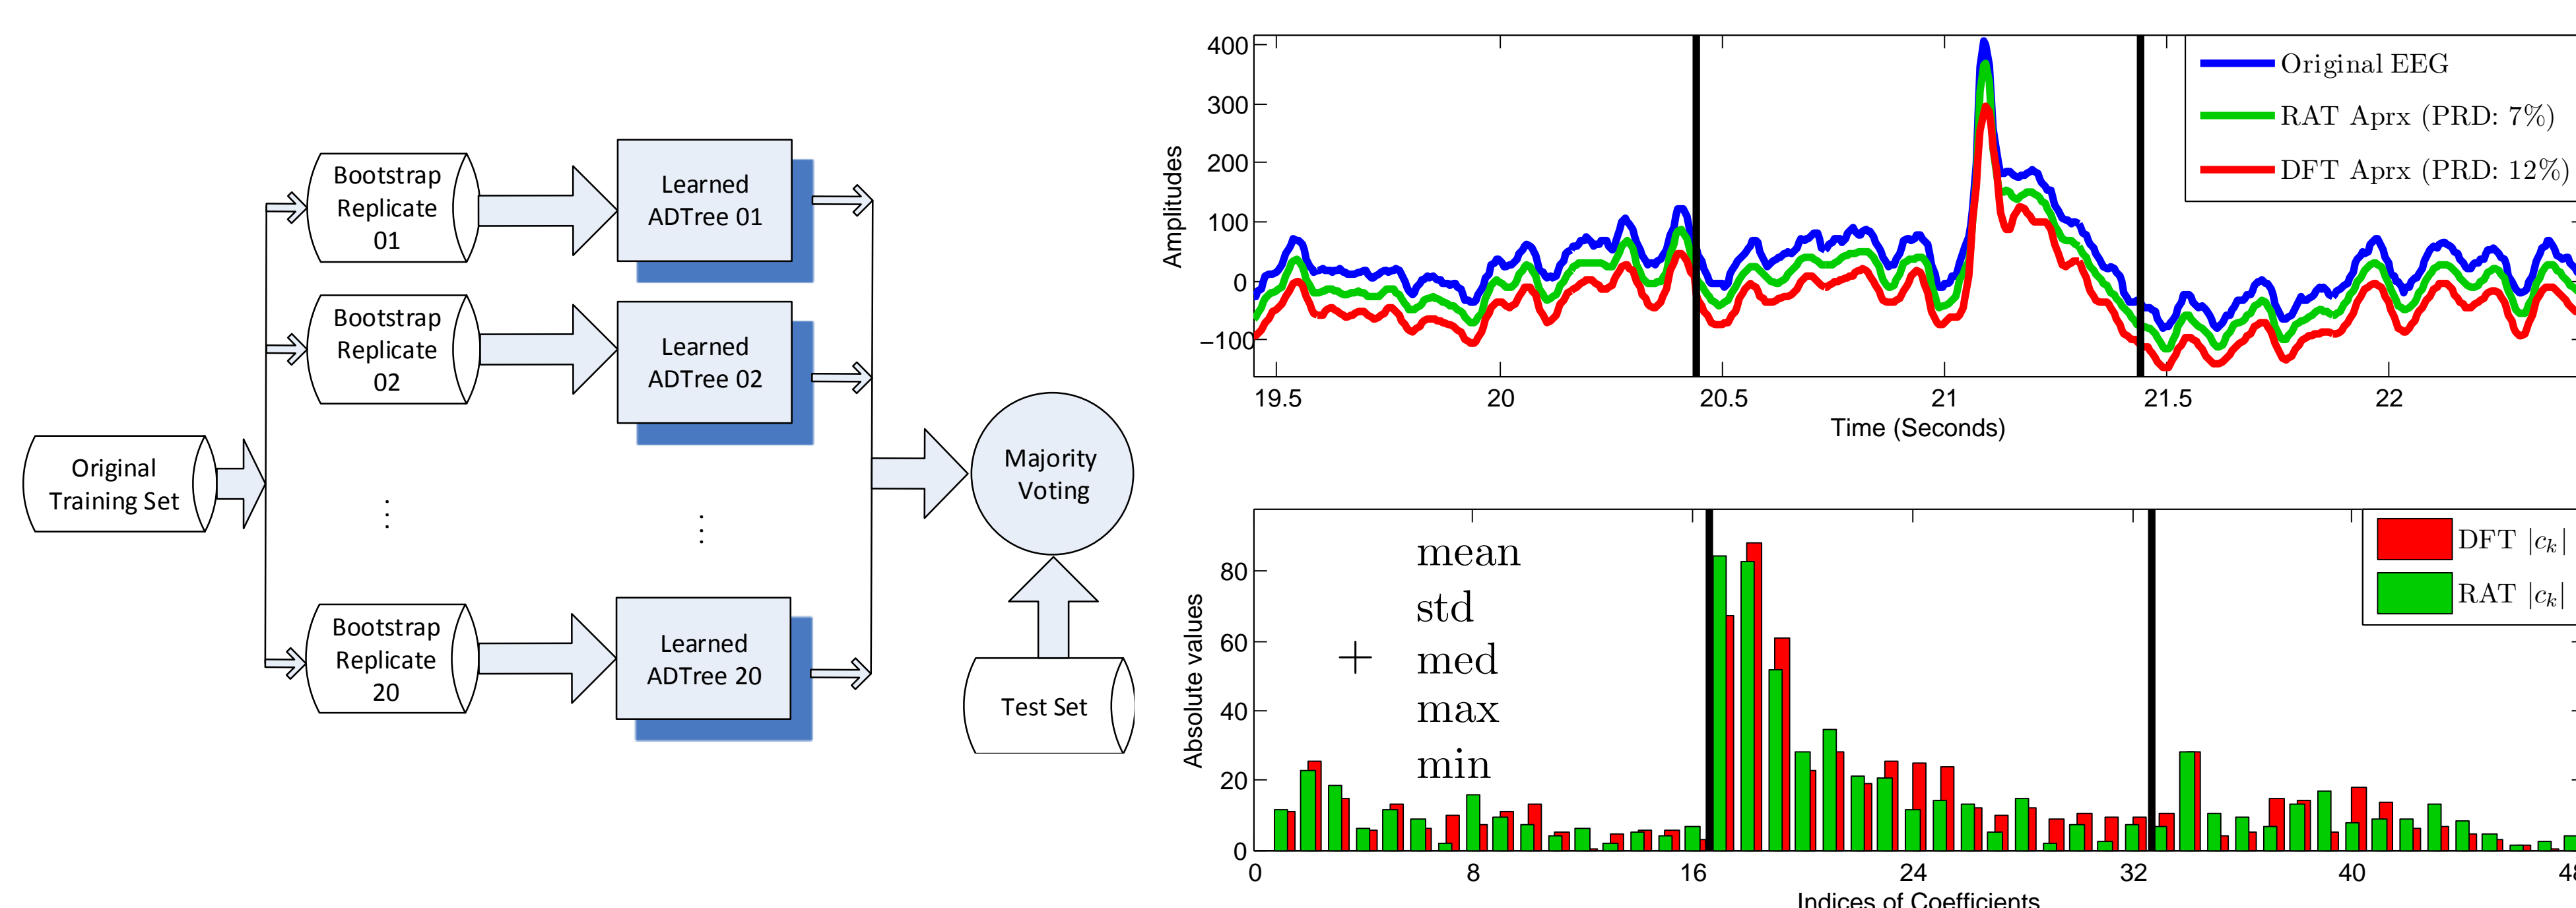 Bootstrap
Replicate
01
Learned
ADTree 01
Bootstrap
Replicate
02
Learned
ADTree 02
Original
Training Set
⋮
⋮
Majority
Voting
Bootstrap
Replicate
20
Learned
ADTree 20
Test Set
400
300
200
100
0
−100
Amplitudes
19.5
20
20.5
21
21.5
22
Time (Seconds)
Original EEG
RAT Aprx (PRD: 7%)
DFT Aprx (PRD: 12%)
80
60
40
20
0
Absolute values
mean
std
+ med
max
min
DFT |c_k|
RAT |c_k|
0
8
16
24
32
40
Indices of Coefficients